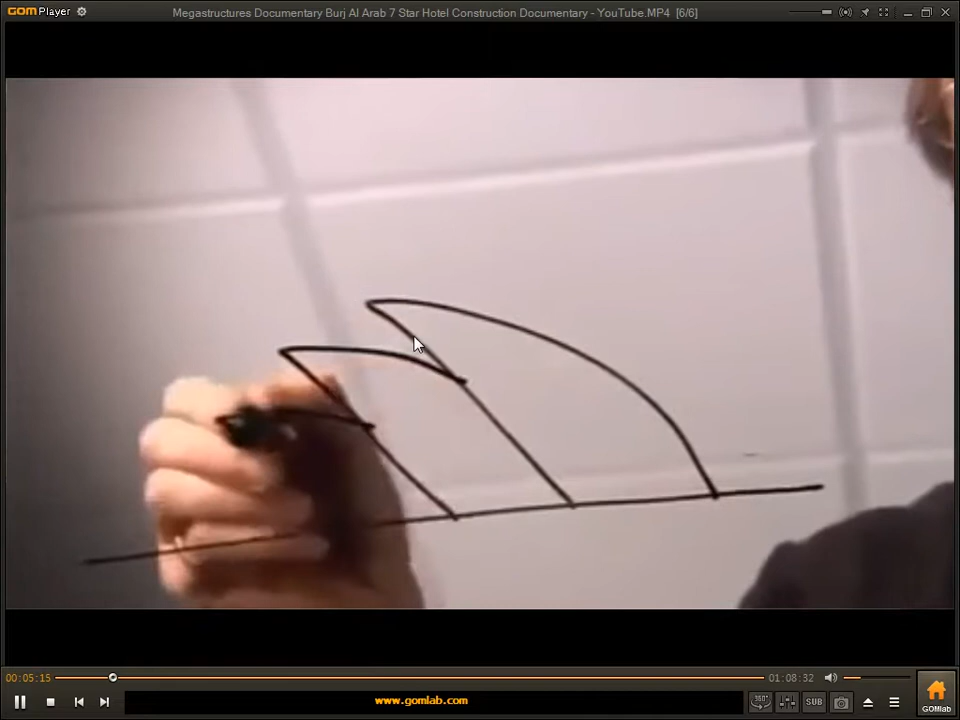 GOM Player Megastructures Documentary Burj Al Arab 7 Star Hotel Construction Documentary - YouTube.MP4 [6/6]
00:05:15 01:08:32
www.gomlab.com 360° SUB GOMlab